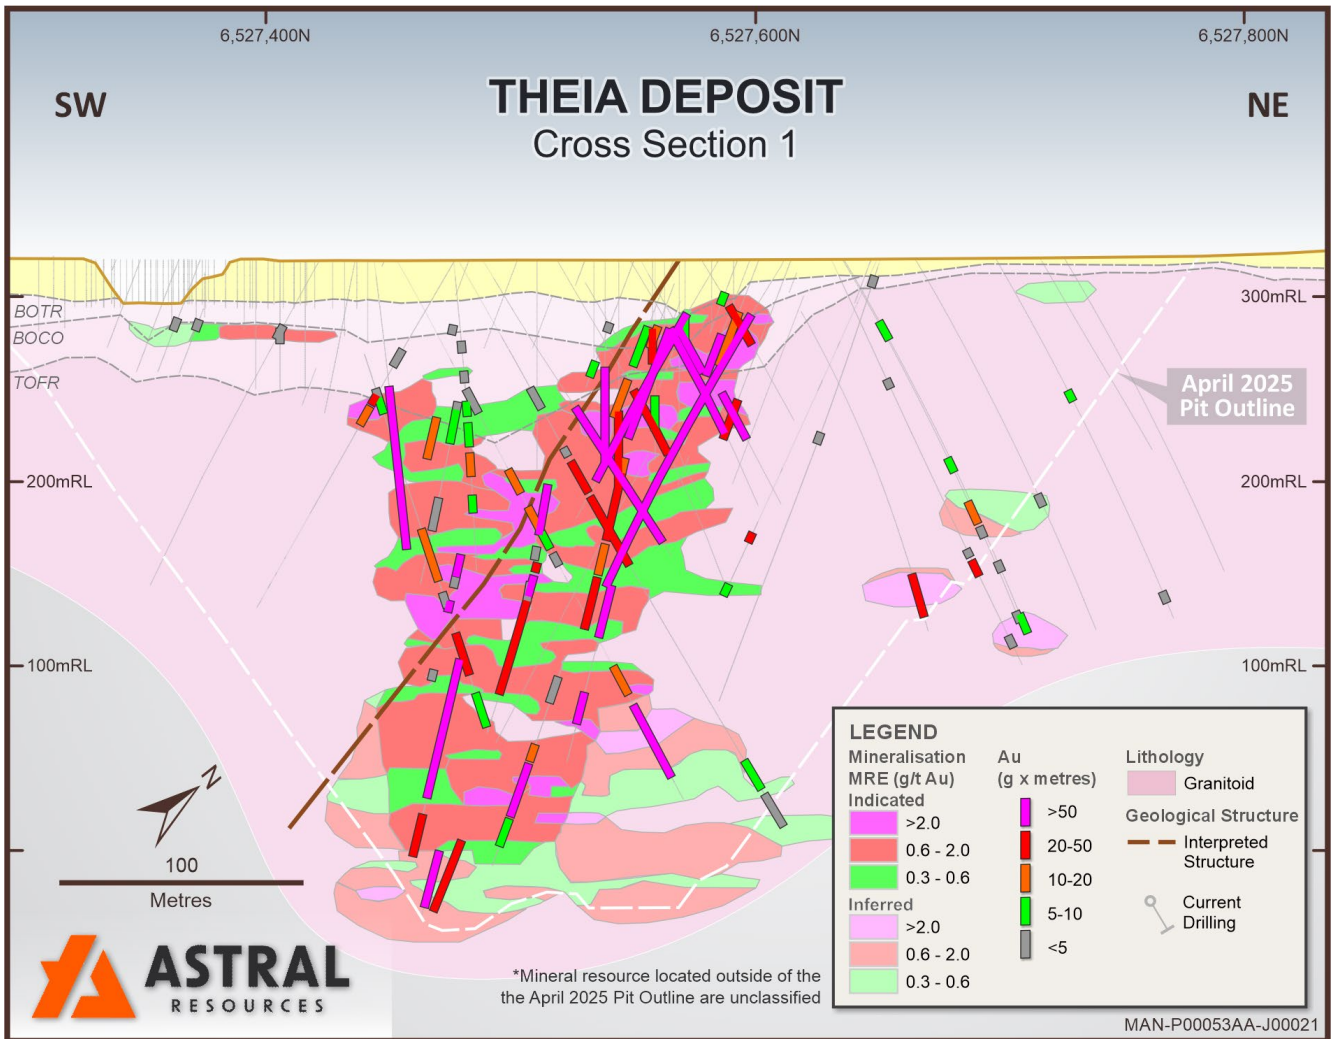 6,527,400N
6,527,600N
6,527,800N
SW
THEIA DEPOSIT
NE
Cross Section 1
300mRL
BOTR
BOCO
TOFR
April 2025
Pit Outline
200mRL
200mRL
100mRL
100mRL
N
100
Metres
LEGEND
Mineralisation
MRE (g/t Au)
Indicated
>2.0
0.6 - 2.0
0.3 - 0.6
Inferred
>2.0
0.6 - 2.0
0.3 - 0.6
Au
(g x metres)
>50
20-50
10-20
5-10
<5
Lithology
Granitoid
Geological Structure
Interpreted
Structure
Current
Drilling
ASTRAL
RESOURCES
*Mineral resource located outside of the
the April 2025 Pit Outline are unclassified
MAN-P00053AA-J00021